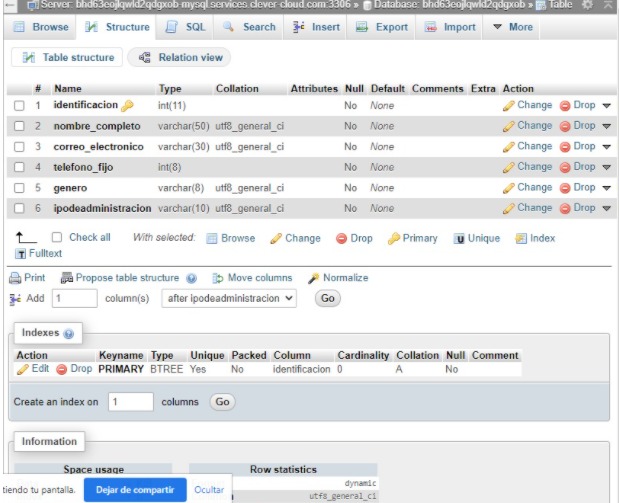 Server: bhd63eojlqwld2qdgxob-mysql.services.clever-cloud.com:3306 » Database: bhd63eojlqwld2qdgxob » Table
Browse Structure SQL Search Insert Export Import More
Table structure Relation view
# Name Type Collation Attributes Null Default Comments Extra Action
1 identificacion int(11) No None Change Drop
2 nombre_completo varchar(50) utf8_general_ci No None Change Drop
3 correo_electronico varchar(30) utf8_general_ci No None Change Drop
4 telefono_fijo int(8) No None Change Drop
5 genero varchar(8) utf8_general_ci No None Change Drop
6 ipodeadministracion varchar(10) utf8_general_ci No None Change Drop
Check all With selected: Browse Change Drop Primary Unique Index
Fulltext
Print Propose table structure Move columns Normalize
Add 1 column(s) after ipodeadministracion Go
Indexes
Action Keyname Type Unique Packed Column Cardinality Collation Null Comment
Edit Drop PRIMARY BTREE Yes No identificacion 0 A No
Create an index on 1 columns Go
Information
Space usage Row statistics
dynamic
tiendo tu pantalla. Dejar de compartir Ocultar
utf8_general_ci